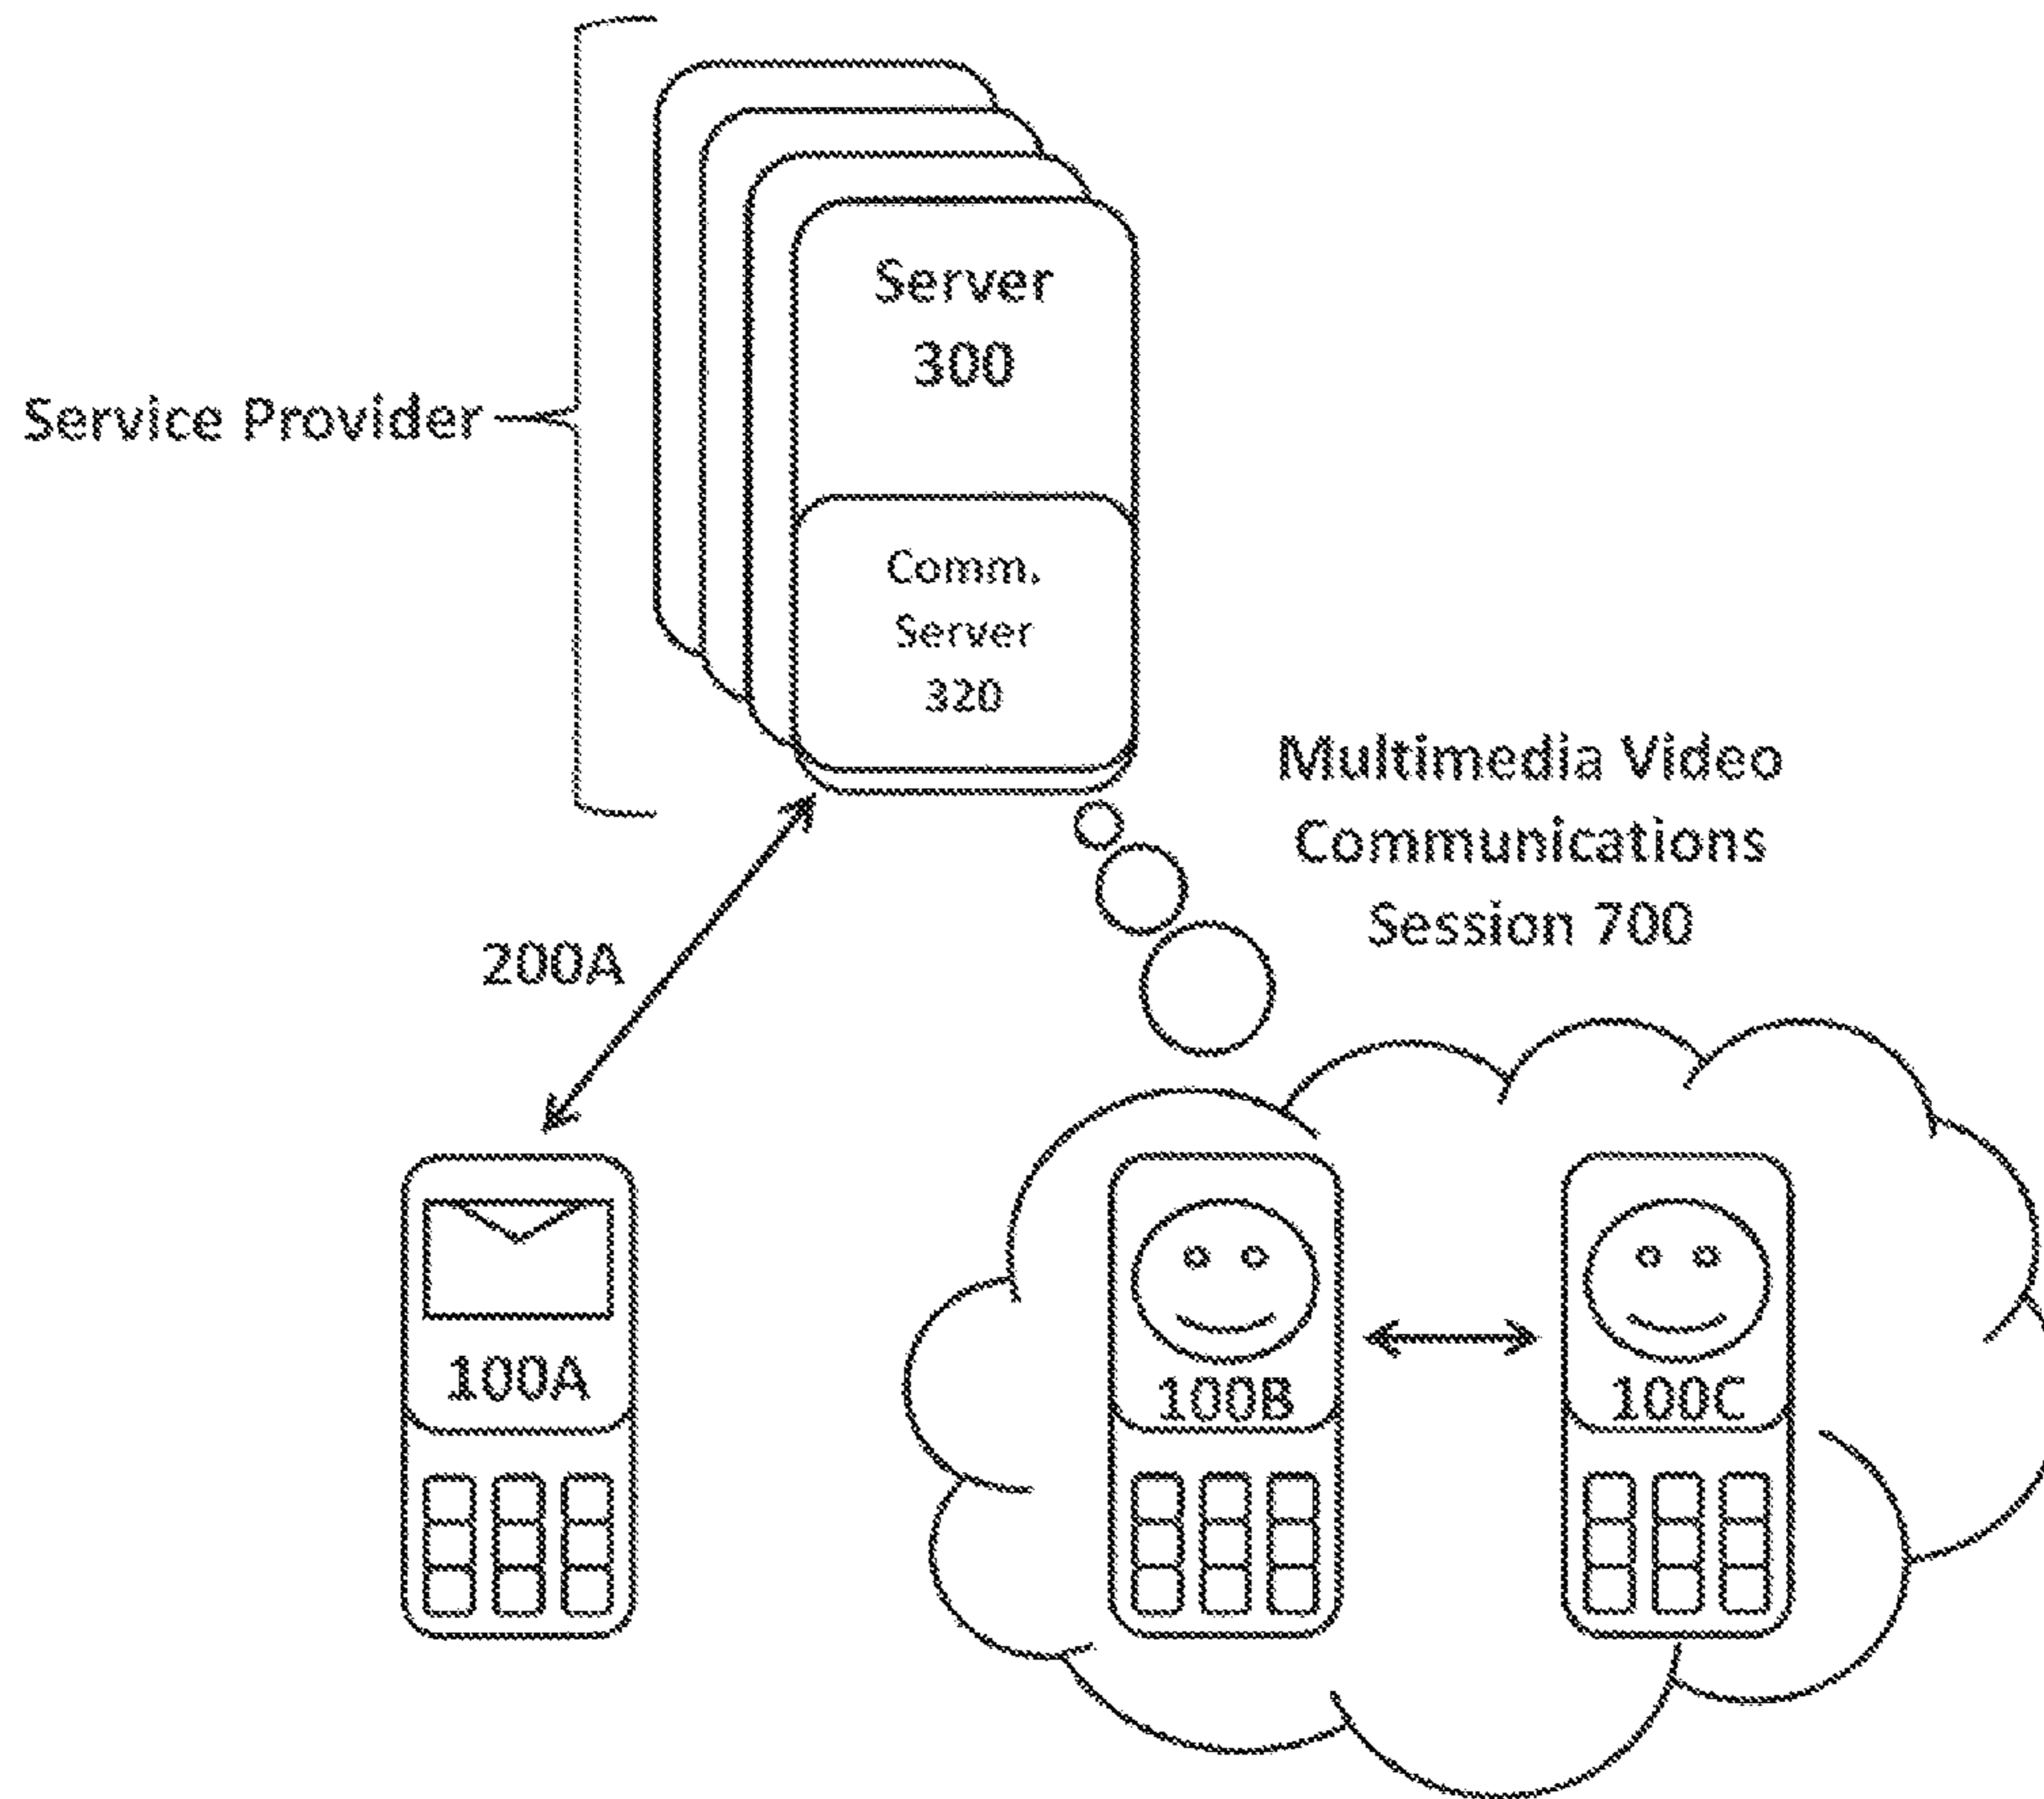 Server
300
Service Provider
Comm.
Server
320
Multimedia Video
Communications
Session 700
200A
100A
100B
100C